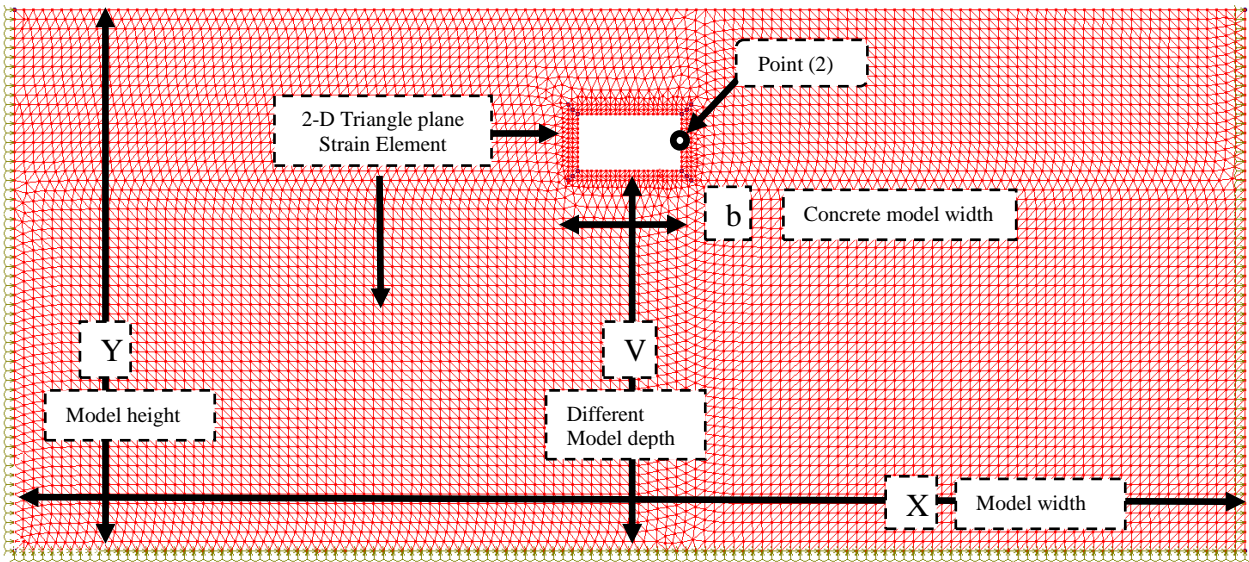 Point (2)
2-D Triangle plane
Strain Element
b
Concrete model width
Y
V
Model height
Different
Model depth
X
Model width